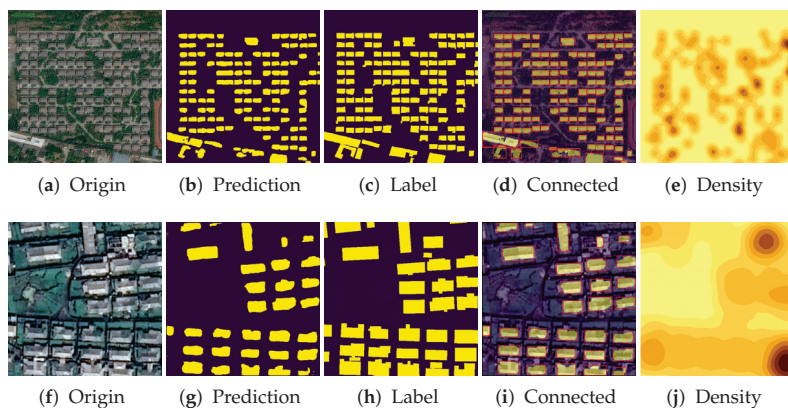 (a) Origin
(b) Prediction
(c) Label
(d) Connected
(e) Density
(f) Origin
(g) Prediction
(h) Label
(i) Connected
(j) Density